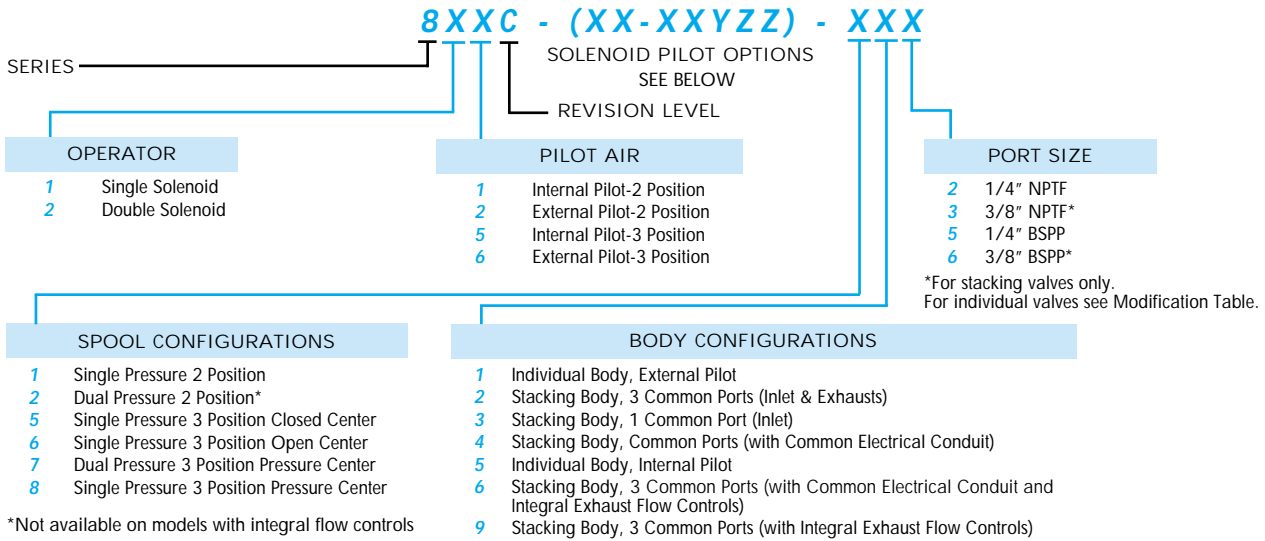 8XXC - (XX-XXYZZ) - XXX
SERIES
SOLENOID PILOT OPTIONS
SEE BELOW
REVISION LEVEL
OPERATOR
1 Single Solenoid
2 Double Solenoid
PILOT AIR
1 Internal Pilot-2 Position
2 External Pilot-2 Position
5 Internal Pilot-3 Position
6 External Pilot-3 Position
PORT SIZE
2 1/4″ NPTF
3 3/8″ NPTF*
5 1/4″ BSPP
6 3/8″ BSPP*
*For stacking valves only.
For individual valves see Modification Table.
SPOOL CONFIGURATIONS
1 Single Pressure 2 Position
2 Dual Pressure 2 Position*
5 Single Pressure 3 Position Closed Center
6 Single Pressure 3 Position Open Center
7 Dual Pressure 3 Position Pressure Center
8 Single Pressure 3 Position Pressure Center
*Not available on models with integral flow controls
BODY CONFIGURATIONS
1 Individual Body, External Pilot
2 Stacking Body, 3 Common Ports (Inlet & Exhausts)
3 Stacking Body, 1 Common Port (Inlet)
4 Stacking Body, Common Ports (with Common Electrical Conduit)
5 Individual Body, Internal Pilot
6 Stacking Body, 3 Common Ports (with Common Electrical Conduit and
Integral Exhaust Flow Controls)
9 Stacking Body, 3 Common Ports (with Integral Exhaust Flow Controls)